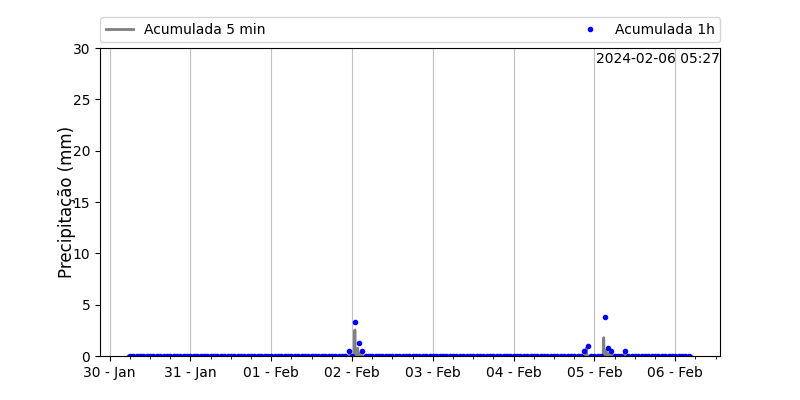 Acumulada 5 min
Acumulada 1h
2024-02-06 05:27
Precipitação (mm)
30
25
20
15
10
5
0
30 - Jan
31 - Jan
01 - Feb
02 - Feb
03 - Feb
04 - Feb
05 - Feb
06 - Feb